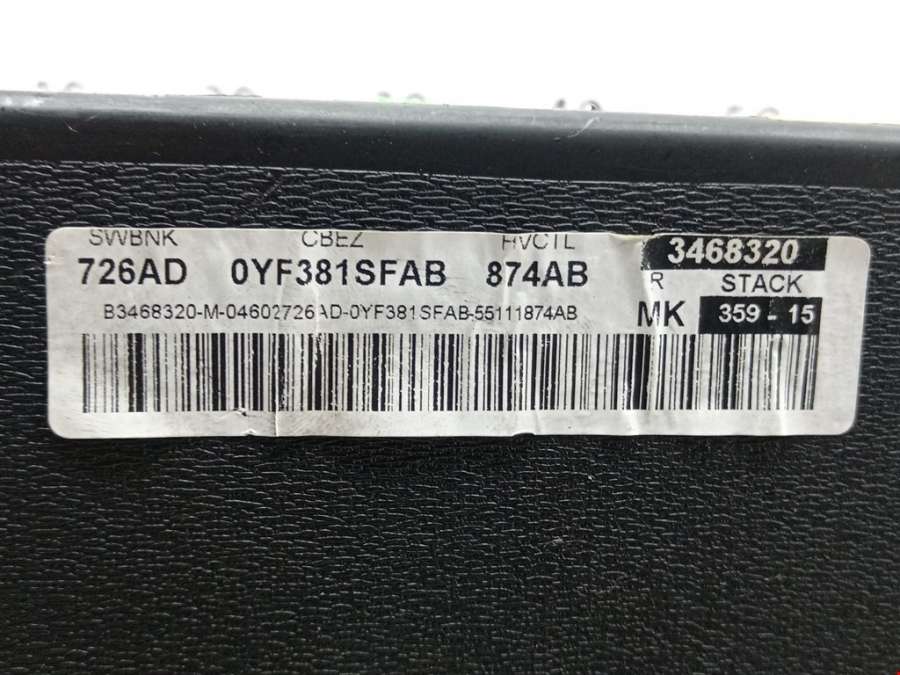 SWBNK CBEZ HVCTL 3468320
726AD 0YF381SFAB 874AB R STACK
B3468320-M-04602726AD-0YF381SFAB-55111874AB MK 359 - 15